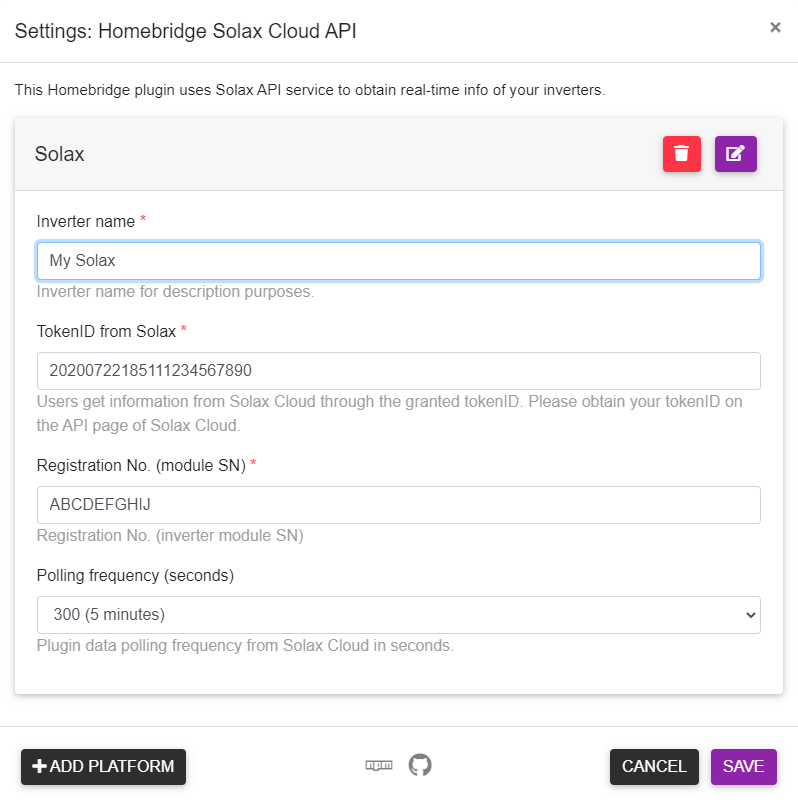 Settings: Homebridge Solax Cloud API
×
This Homebridge plugin uses Solax API service to obtain real-time info of your inverters.
Solax
Inverter name *
My Solax
Inverter name for description purposes.
TokenID from Solax *
20200722185111234567890
Users get information from Solax Cloud through the granted tokenID. Please obtain your tokenID on
the API page of Solax Cloud.
Registration No. (module SN) *
ABCDEFGHIJ
Registration No. (inverter module SN)
Polling frequency (seconds)
300 (5 minutes)
Plugin data polling frequency from Solax Cloud in seconds.
+ ADD PLATFORM
npm
CANCEL
SAVE